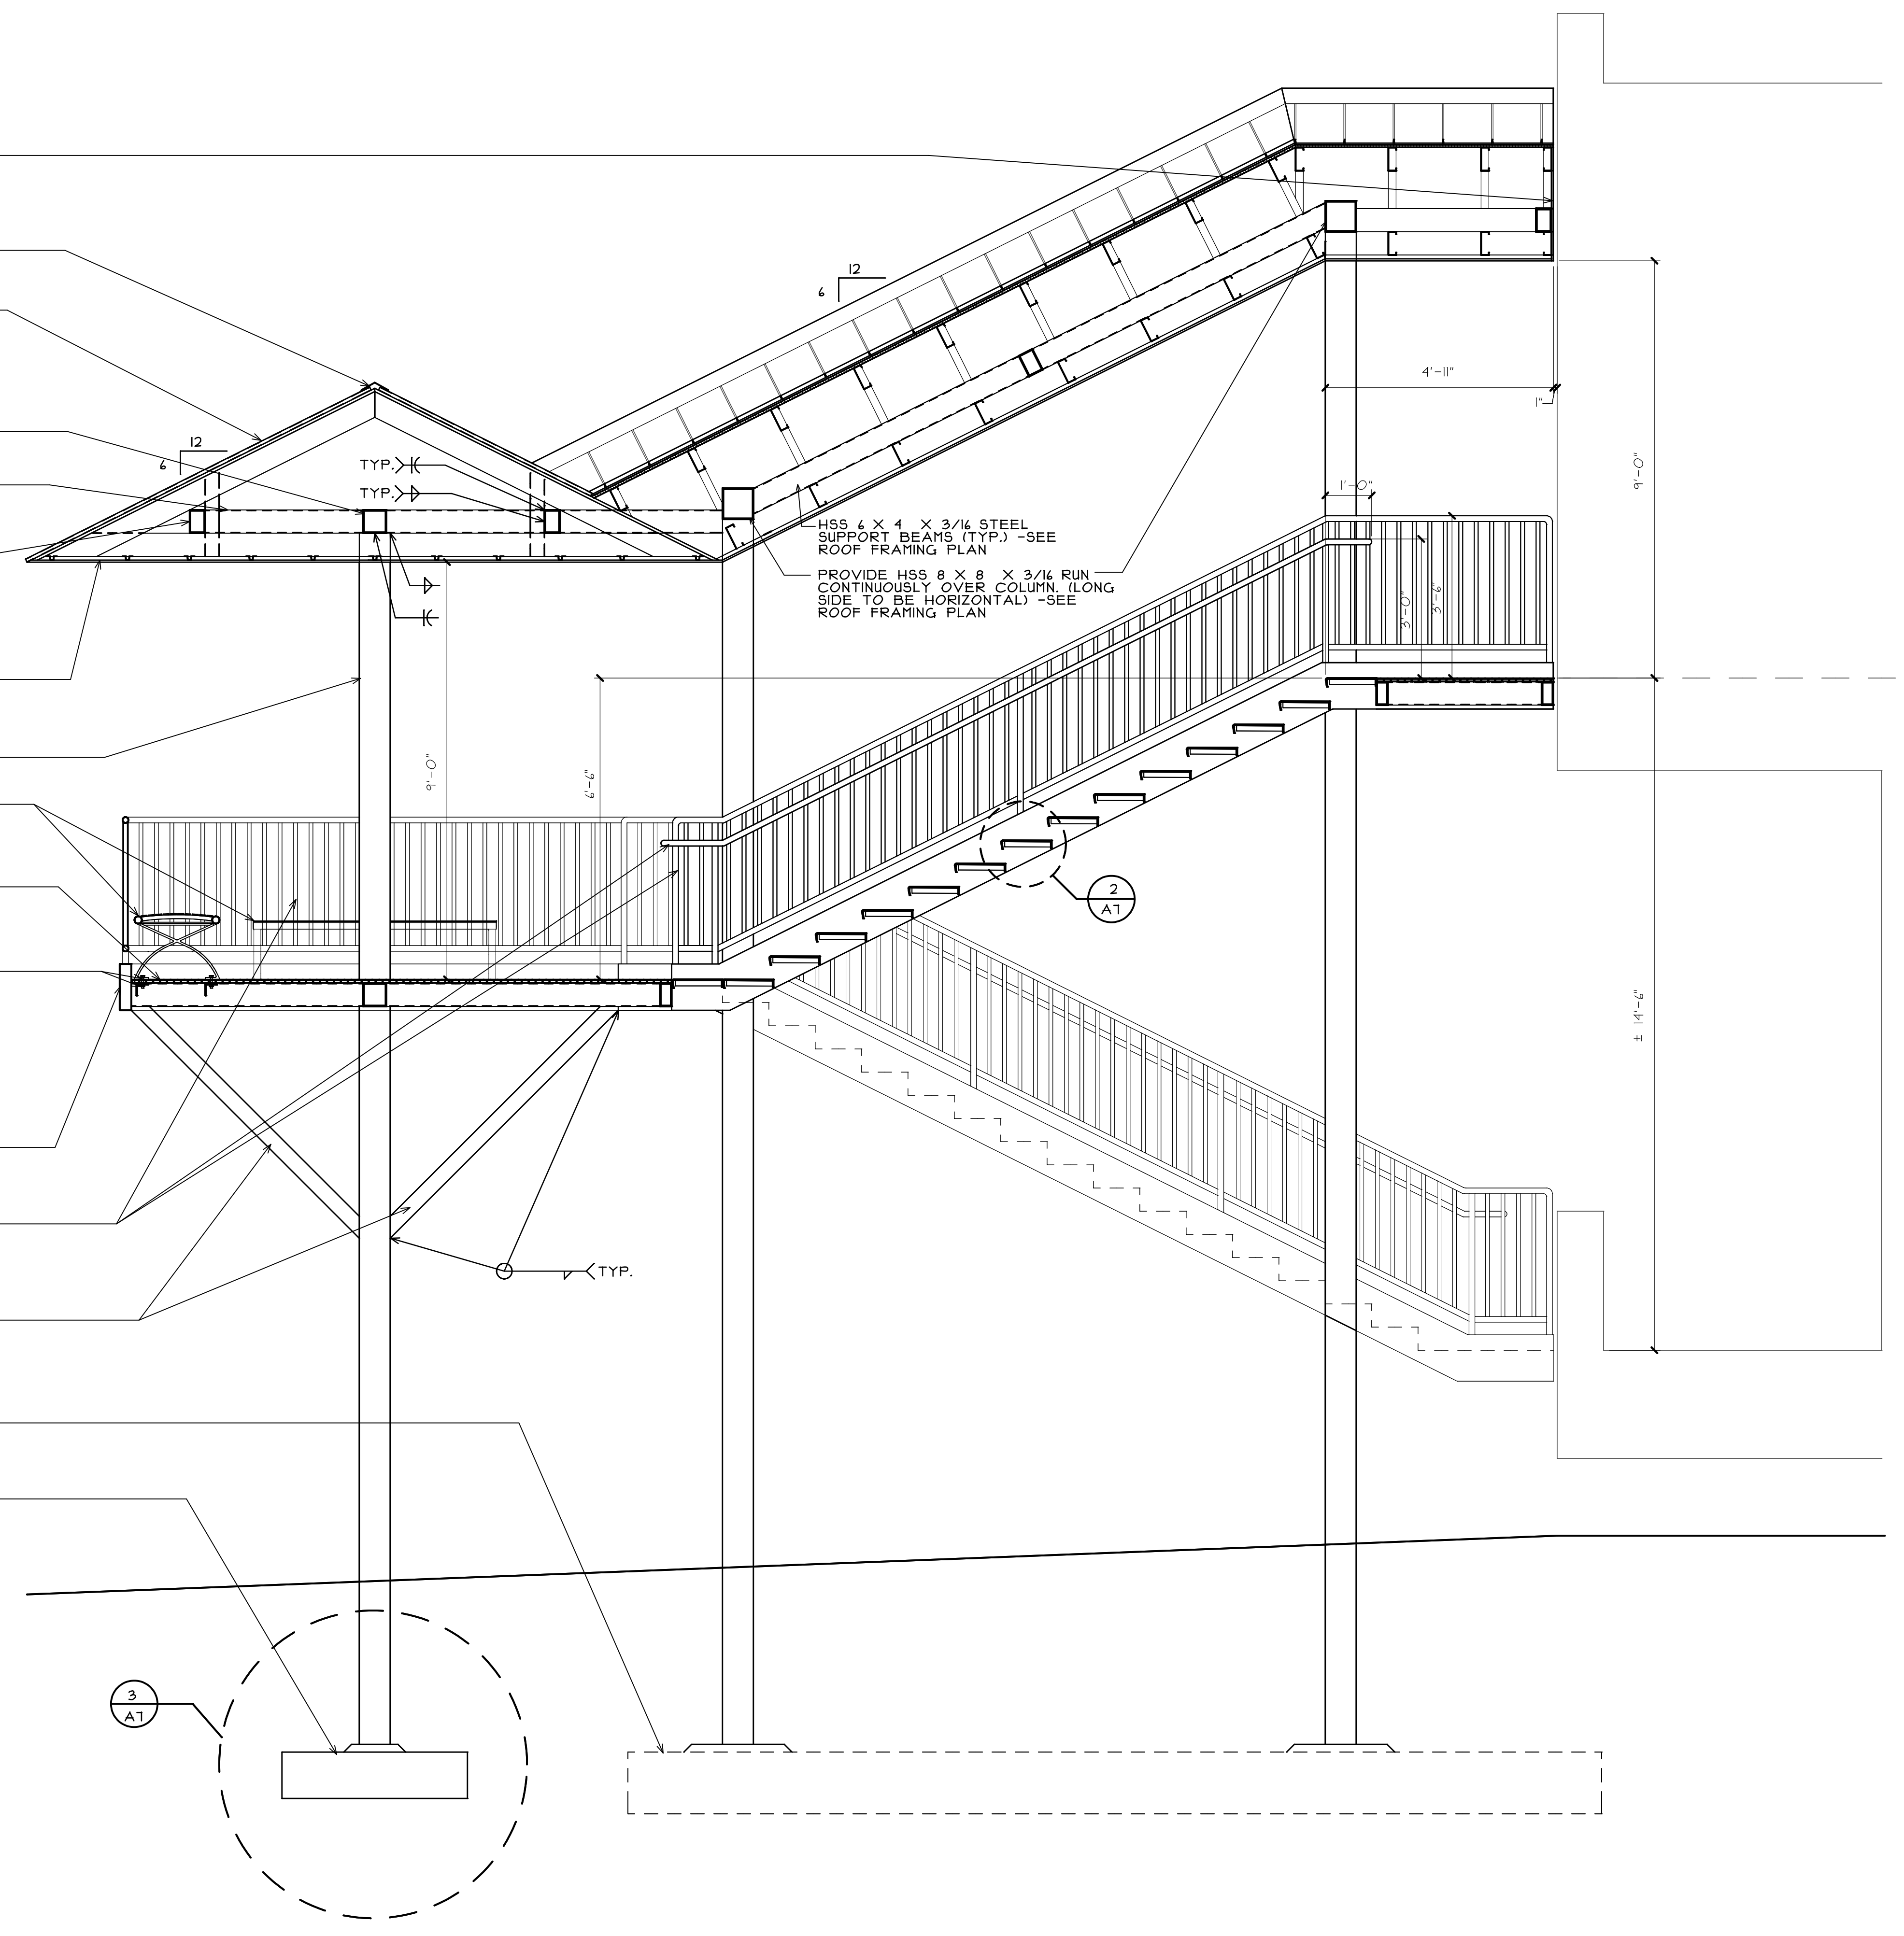 12
6
12
6
4'-11"
1"
9'-0"
TYP.
TYP.
1'-0"
HSS 6 X 4 X 3/16 STEEL
SUPPORT BEAMS (TYP.) -SEE
ROOF FRAMING PLAN
PROVIDE HSS 8 X 8 X 3/16 RUN
CONTINUOUSLY OVER COLUMN. (LONG
SIDE TO BE HORIZONTAL) -SEE
ROOF FRAMING PLAN
3'-0"
3'-6"
9'-0"
6'-6"
2
A7
± 14'-6"
TYP.
3
A7